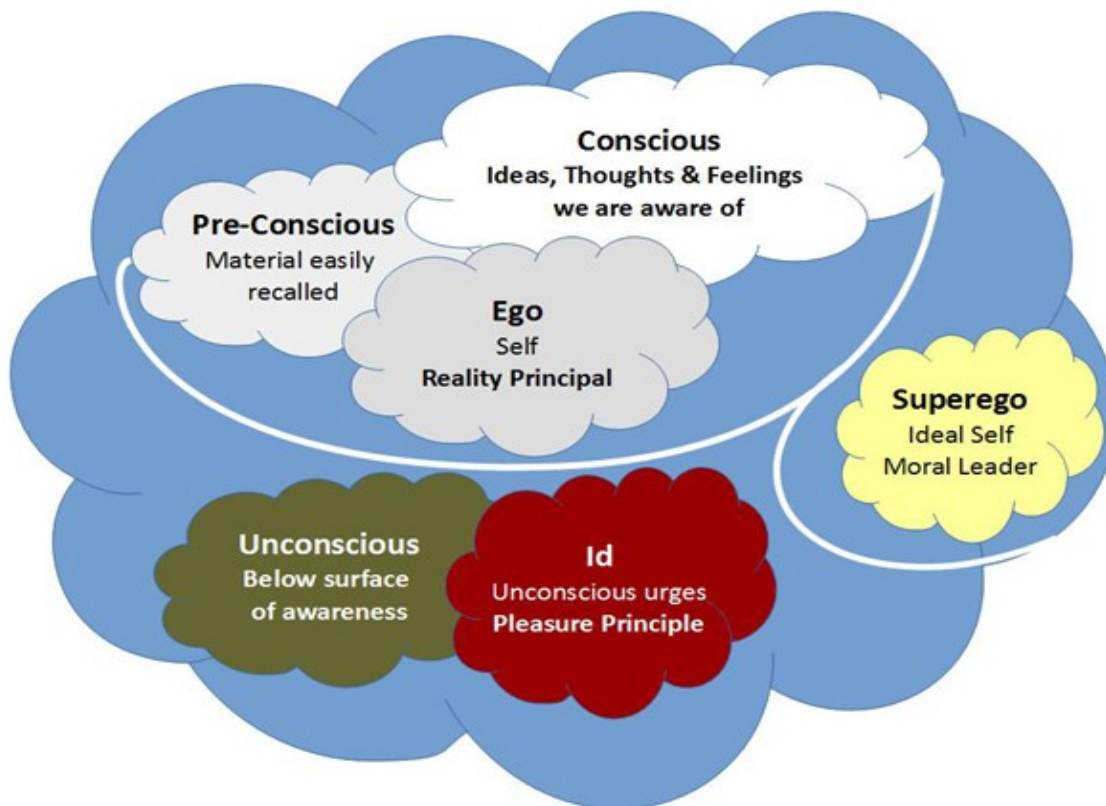 Conscious
Ideas, Thoughts & Feelings
we are aware of
Pre-Conscious
Material easily
recalled
Ego
Self
Reality Principal
Superego
Ideal Self
Moral Leader
Unconscious
Below surface
of awareness
Id
Unconscious urges
Pleasure Principle